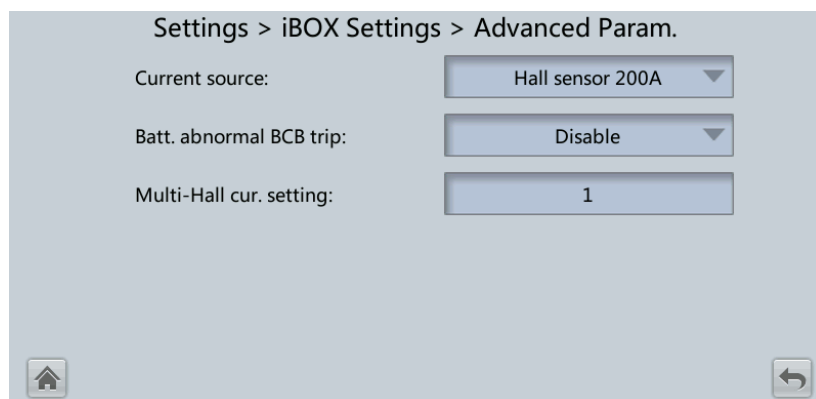 Settings > iBOX Settings > Advanced Param.
Current source: Hall sensor 200A
Batt. abnormal BCB trip: Disable
Multi-Hall cur. setting: 1